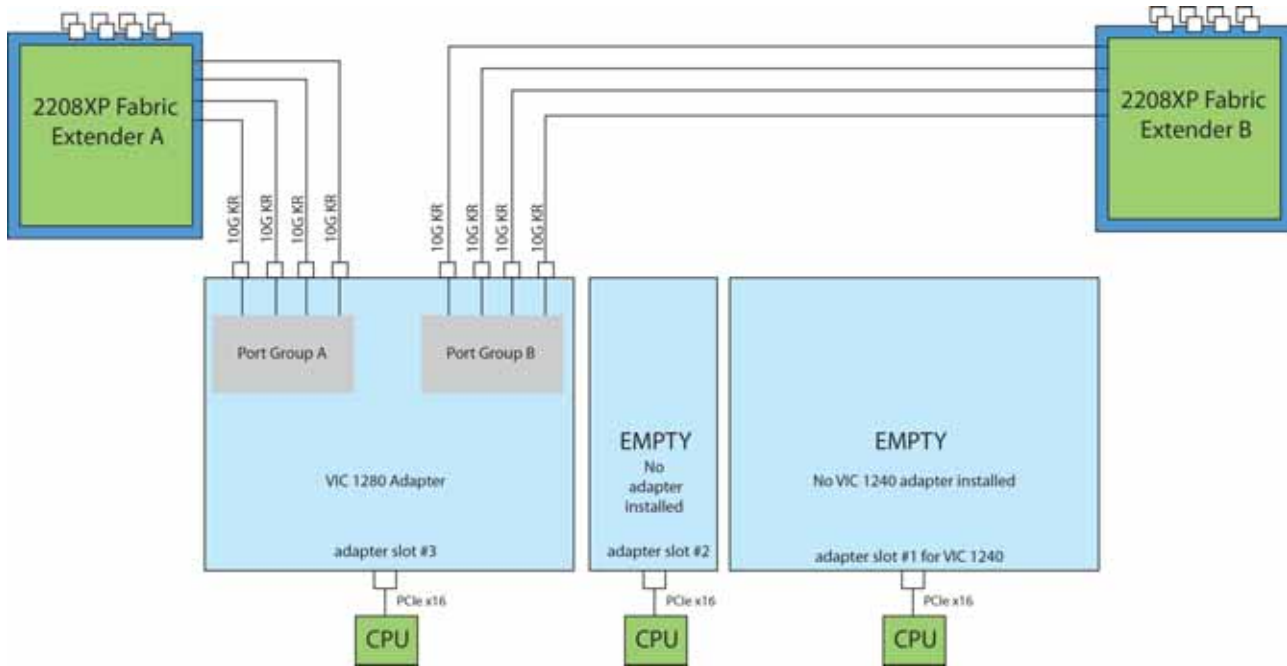 2208XP Fabric
Extender A
2208XP Fabric
Extender B
10G KR
10G KR
10G KR
10G KR
10G KR
10G KR
10G KR
10G KR
Port Group A
Port Group B
VIC 1280 Adapter
adapter slot #3
EMPTY
No
adapter
installed
adapter slot #2
EMPTY
No VIC 1240 adapter installed
adapter slot #1 for VIC 1240
PCIe x16
PCIe x16
PCIe x16
CPU
CPU
CPU